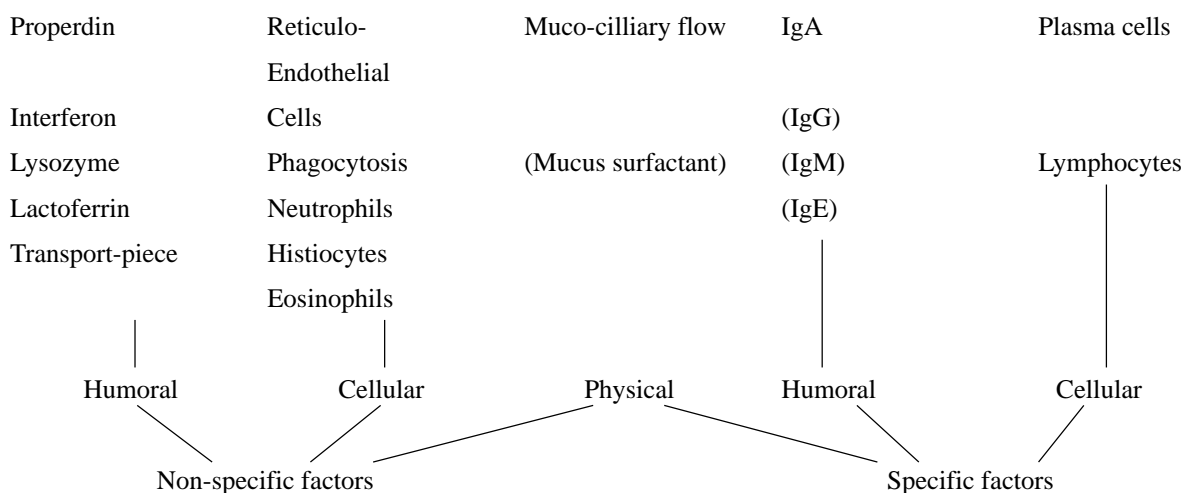 Properdin Reticulo- Muco-cilliary flow IgA Plasma cells
Endothelial
Interferon Cells (IgG)
Lysozyme Phagocytosis (Mucus surfactant) (IgM) Lymphocytes
Lactoferrin Neutrophils (IgE)
Transport-piece Histiocytes
Eosinophils
Humoral Cellular Physical Humoral Cellular
Non-specific factors Specific factors